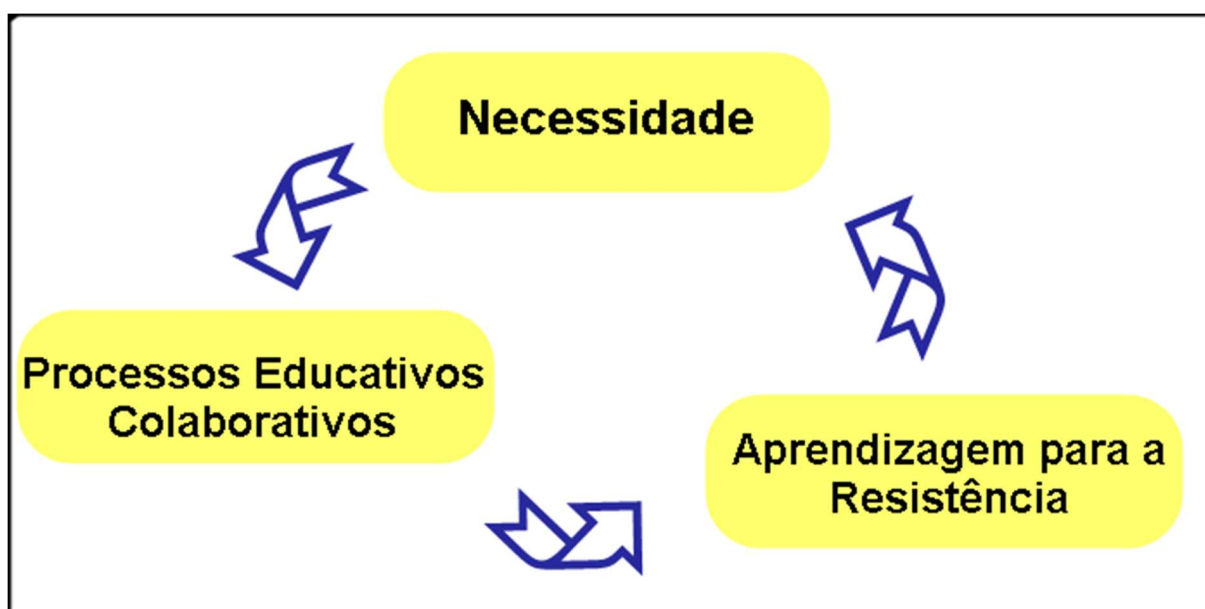 Necessidade
Processos Educativos
Colaborativos
Aprendizagem para a
Resistência